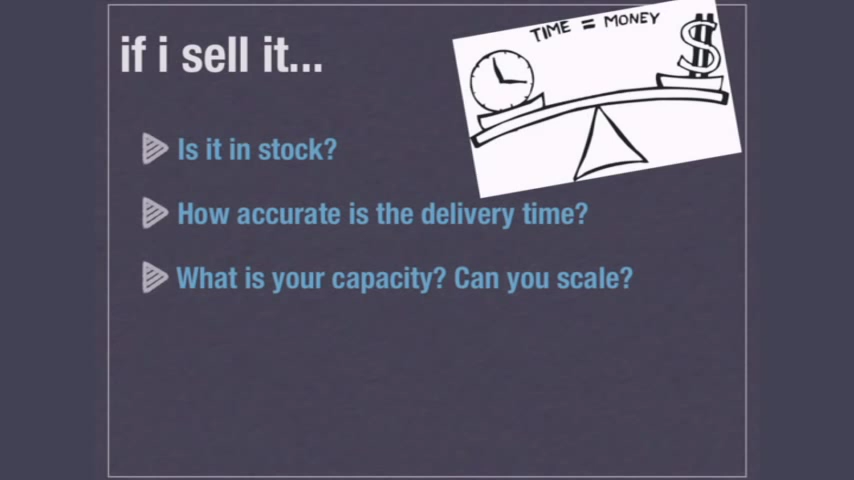 if i sell it...
TIME = MONEY
$
Is it in stock?
How accurate is the delivery time?
What is your capacity? Can you scale?